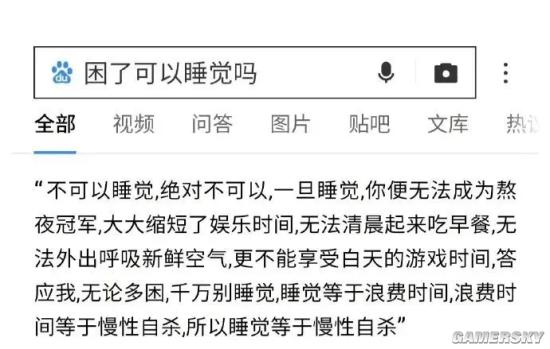 du
困了可以睡觉吗
全部 视频 问答 图片 贴吧 文库 热议
“不可以睡觉,绝对不可以,一旦睡觉,你便无法成为熬
夜冠军,大大缩短了娱乐时间,无法清晨起来吃早餐,无
法外出呼吸新鲜空气,更不能享受白天的游戏时间,答
应我,无论多困,千万别睡觉,睡觉等于浪费时间,浪费时
间等于慢性自杀,所以睡觉等于慢性自杀”
GAMERSKY